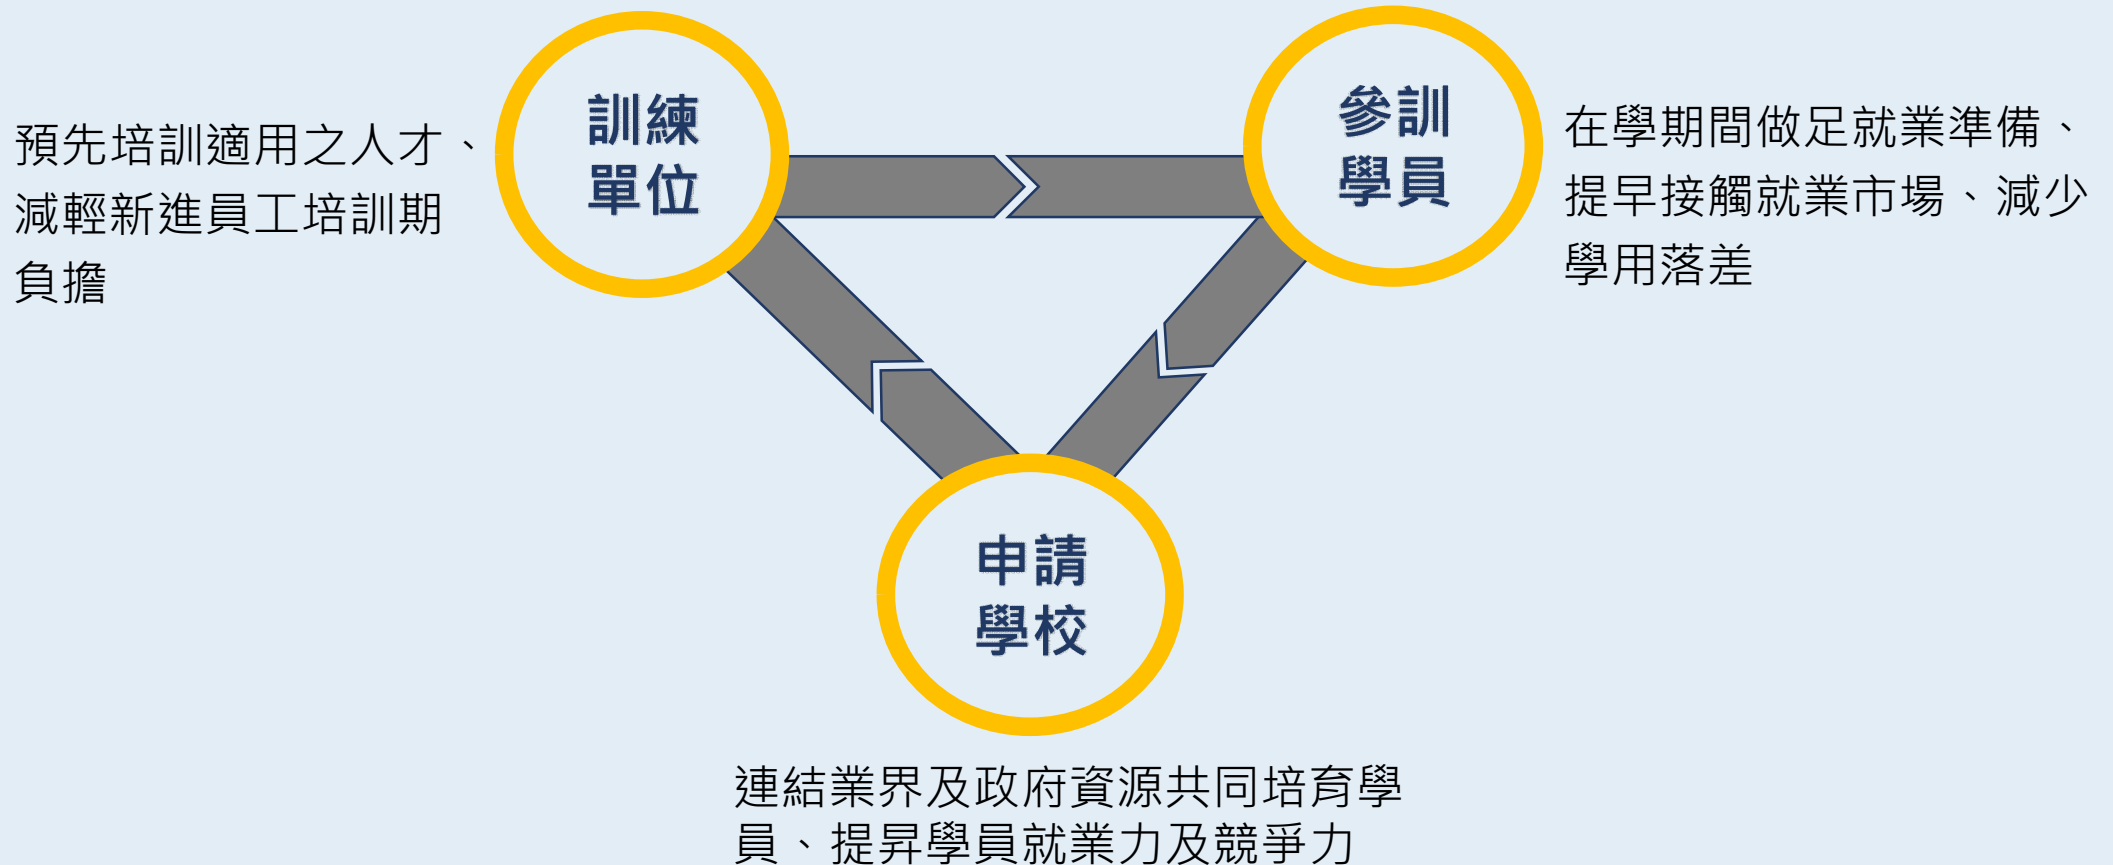 訓練
單位
預先培訓適用之人才、
減輕新進員工培訓期
負擔
參訓
學員
在學期間做足就業準備、
提早接觸就業市場、減少
學用落差
申請
學校
連結業界及政府資源共同培育學
員、提昇學員就業力及競爭力